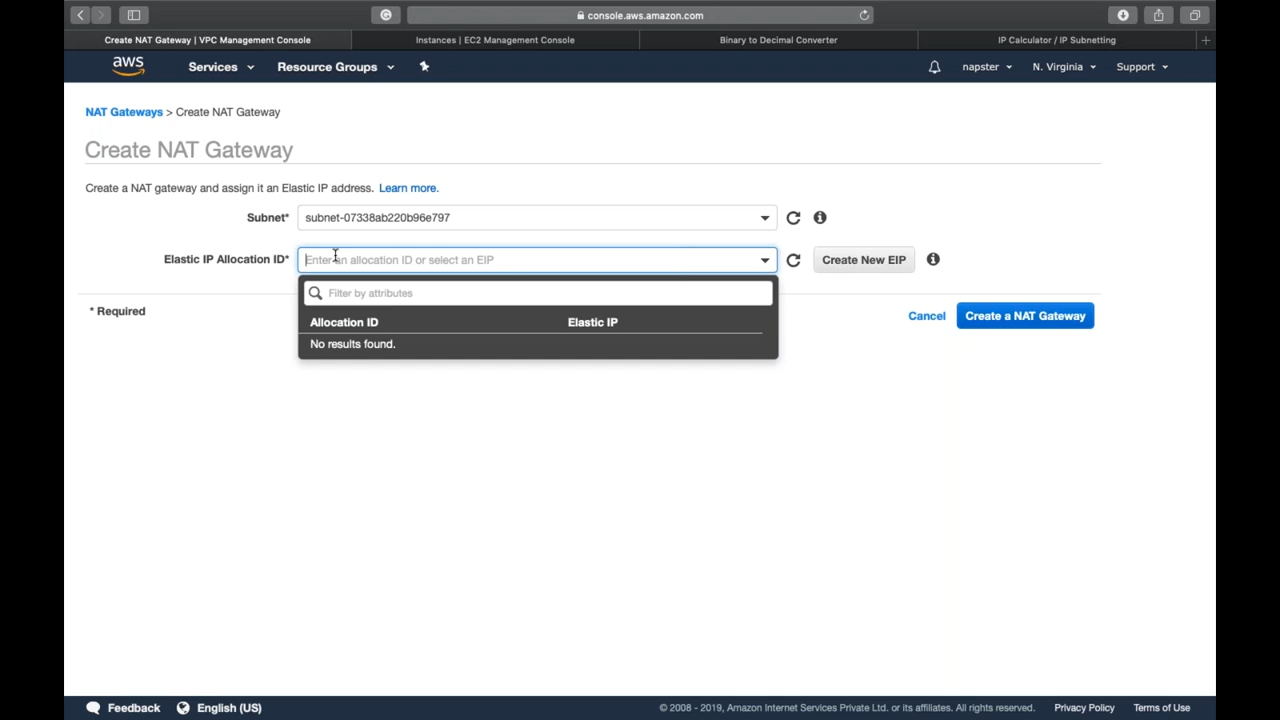 console.aws.amazon.com
Create NAT Gateway | VPC Management Console
Instances | EC2 Management Console
Binary to Decimal Converter
IP Calculator / IP Subnetting
aws Services Resource Groups napster N. Virginia Support
NAT Gateways > Create NAT Gateway
Create NAT Gateway
Create a NAT gateway and assign it an Elastic IP address. Learn more.
Subnet* subnet-07338ab220b96e797
Elastic IP Allocation ID* Enter an allocation ID or select an EIP Create New EIP
Filter by attributes
* Required Cancel Create a NAT Gateway
Allocation ID Elastic IP
No results found.
Feedback English (US) © 2008 - 2019, Amazon Internet Services Private Ltd. or its affiliates. All rights reserved. Privacy Policy Terms of Use